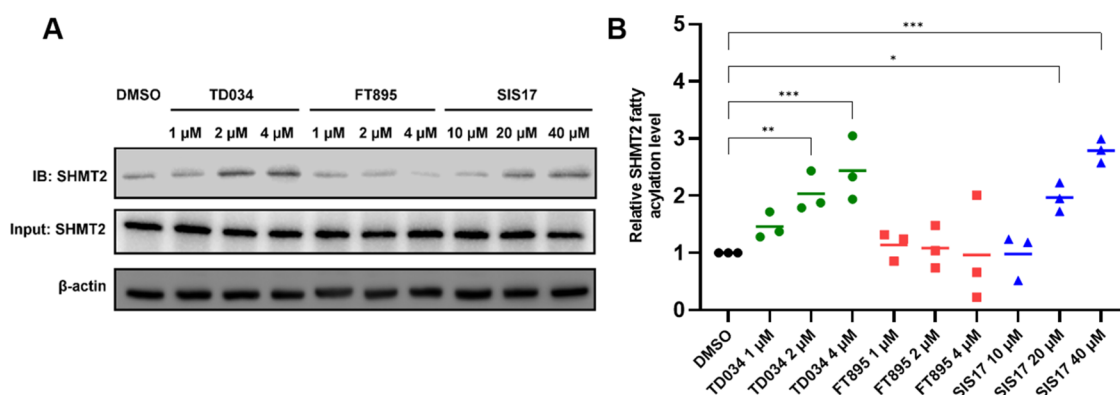 A
DMSO TD034 FT895 SIS17
1 µM 2 µM 4 µM 1 µM 2 µM 4 µM 10 µM 20 µM 40 µM
IB: SHMT2
Input: SHMT2
β-actin
B
Relative SHMT2 fatty
acylation level
5
4
3
2
1
0
***
*
***
**
DMSO
TD034 1 µM
TD034 2 µM
TD034 4 µM
FT895 1 µM
FT895 2 µM
FT895 4 µM
SIS17 10 µM
SIS17 20 µM
SIS17 40 µM